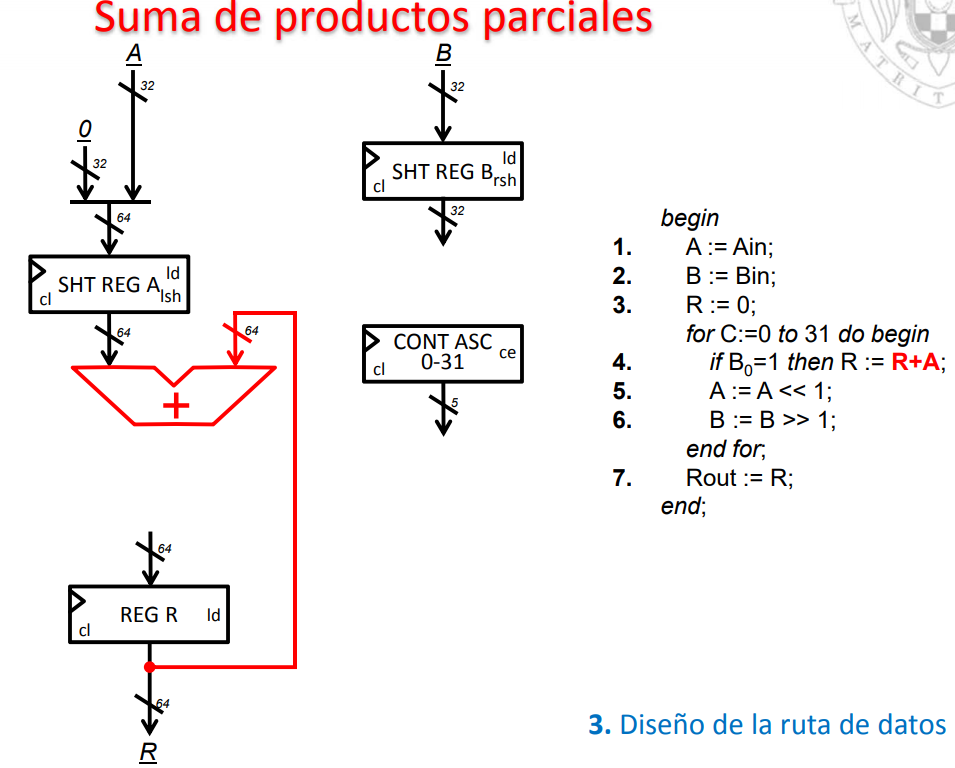 Suma de productos parciales
A
32
0
32
64
SHT REG A
ld
lsh
cl
64
64
+
64
REG R
ld
cl
64
R
B
32
SHT REG B
ld
rsh
cl
32
CONT ASC
0-31
ce
cl
5
begin
1. A := Ain;
2. B := Bin;
3. R := 0;
for C:=0 to 31 do begin
4. if B₀=1 then R := R+A;
5. A := A << 1;
6. B := B >> 1;
end for;
7. Rout := R;
end;
MATRIT
3. Diseño de la ruta de datos